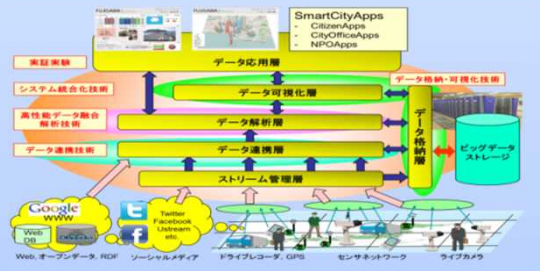 FUJISAWA
FUJISAWA
SmartCityApps
- CitizenApps
- CityOfficeApps
- NPOApps
実証実験
データ応用層
データ格納・可視化技術
システム統合化技術
データ可視化層
高性能データ融合
解析技術
データ解析層
データ格納層
データ連携技術
データ連携層
ビッグデータ
ストレージ
ストリーム管理層
Google
WWW
Web
DB
Twitter
Facebook
Ustream
etc.
Web, オープンデータ, RDF
ソーシャルメディア
ドライブレコーダ, GPS
センサネットワーク
ライブカメラ